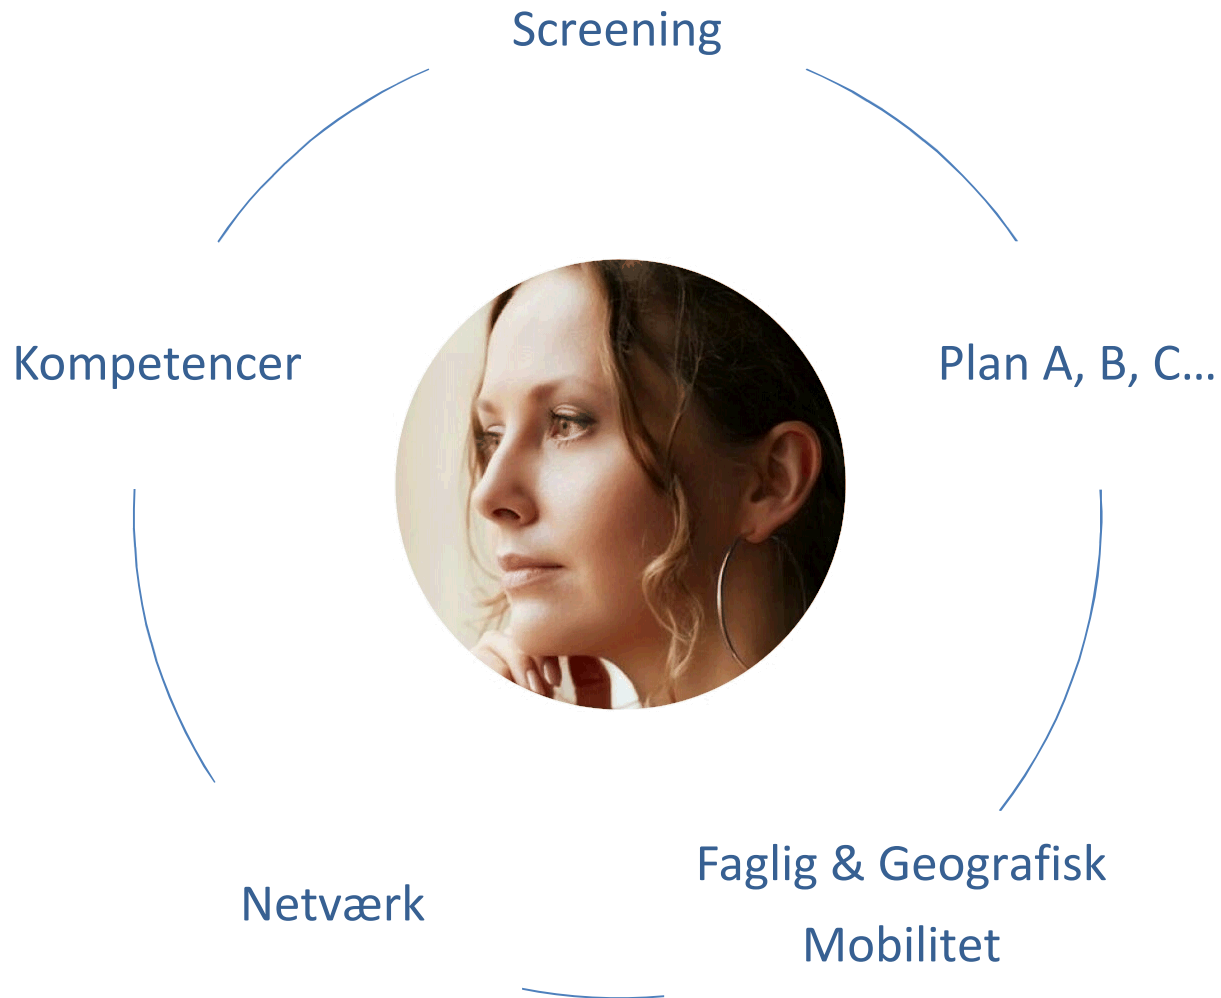 Screening
Kompetencer
Plan A, B, C…
Faglig & Geografisk
Mobilitet
Netværk